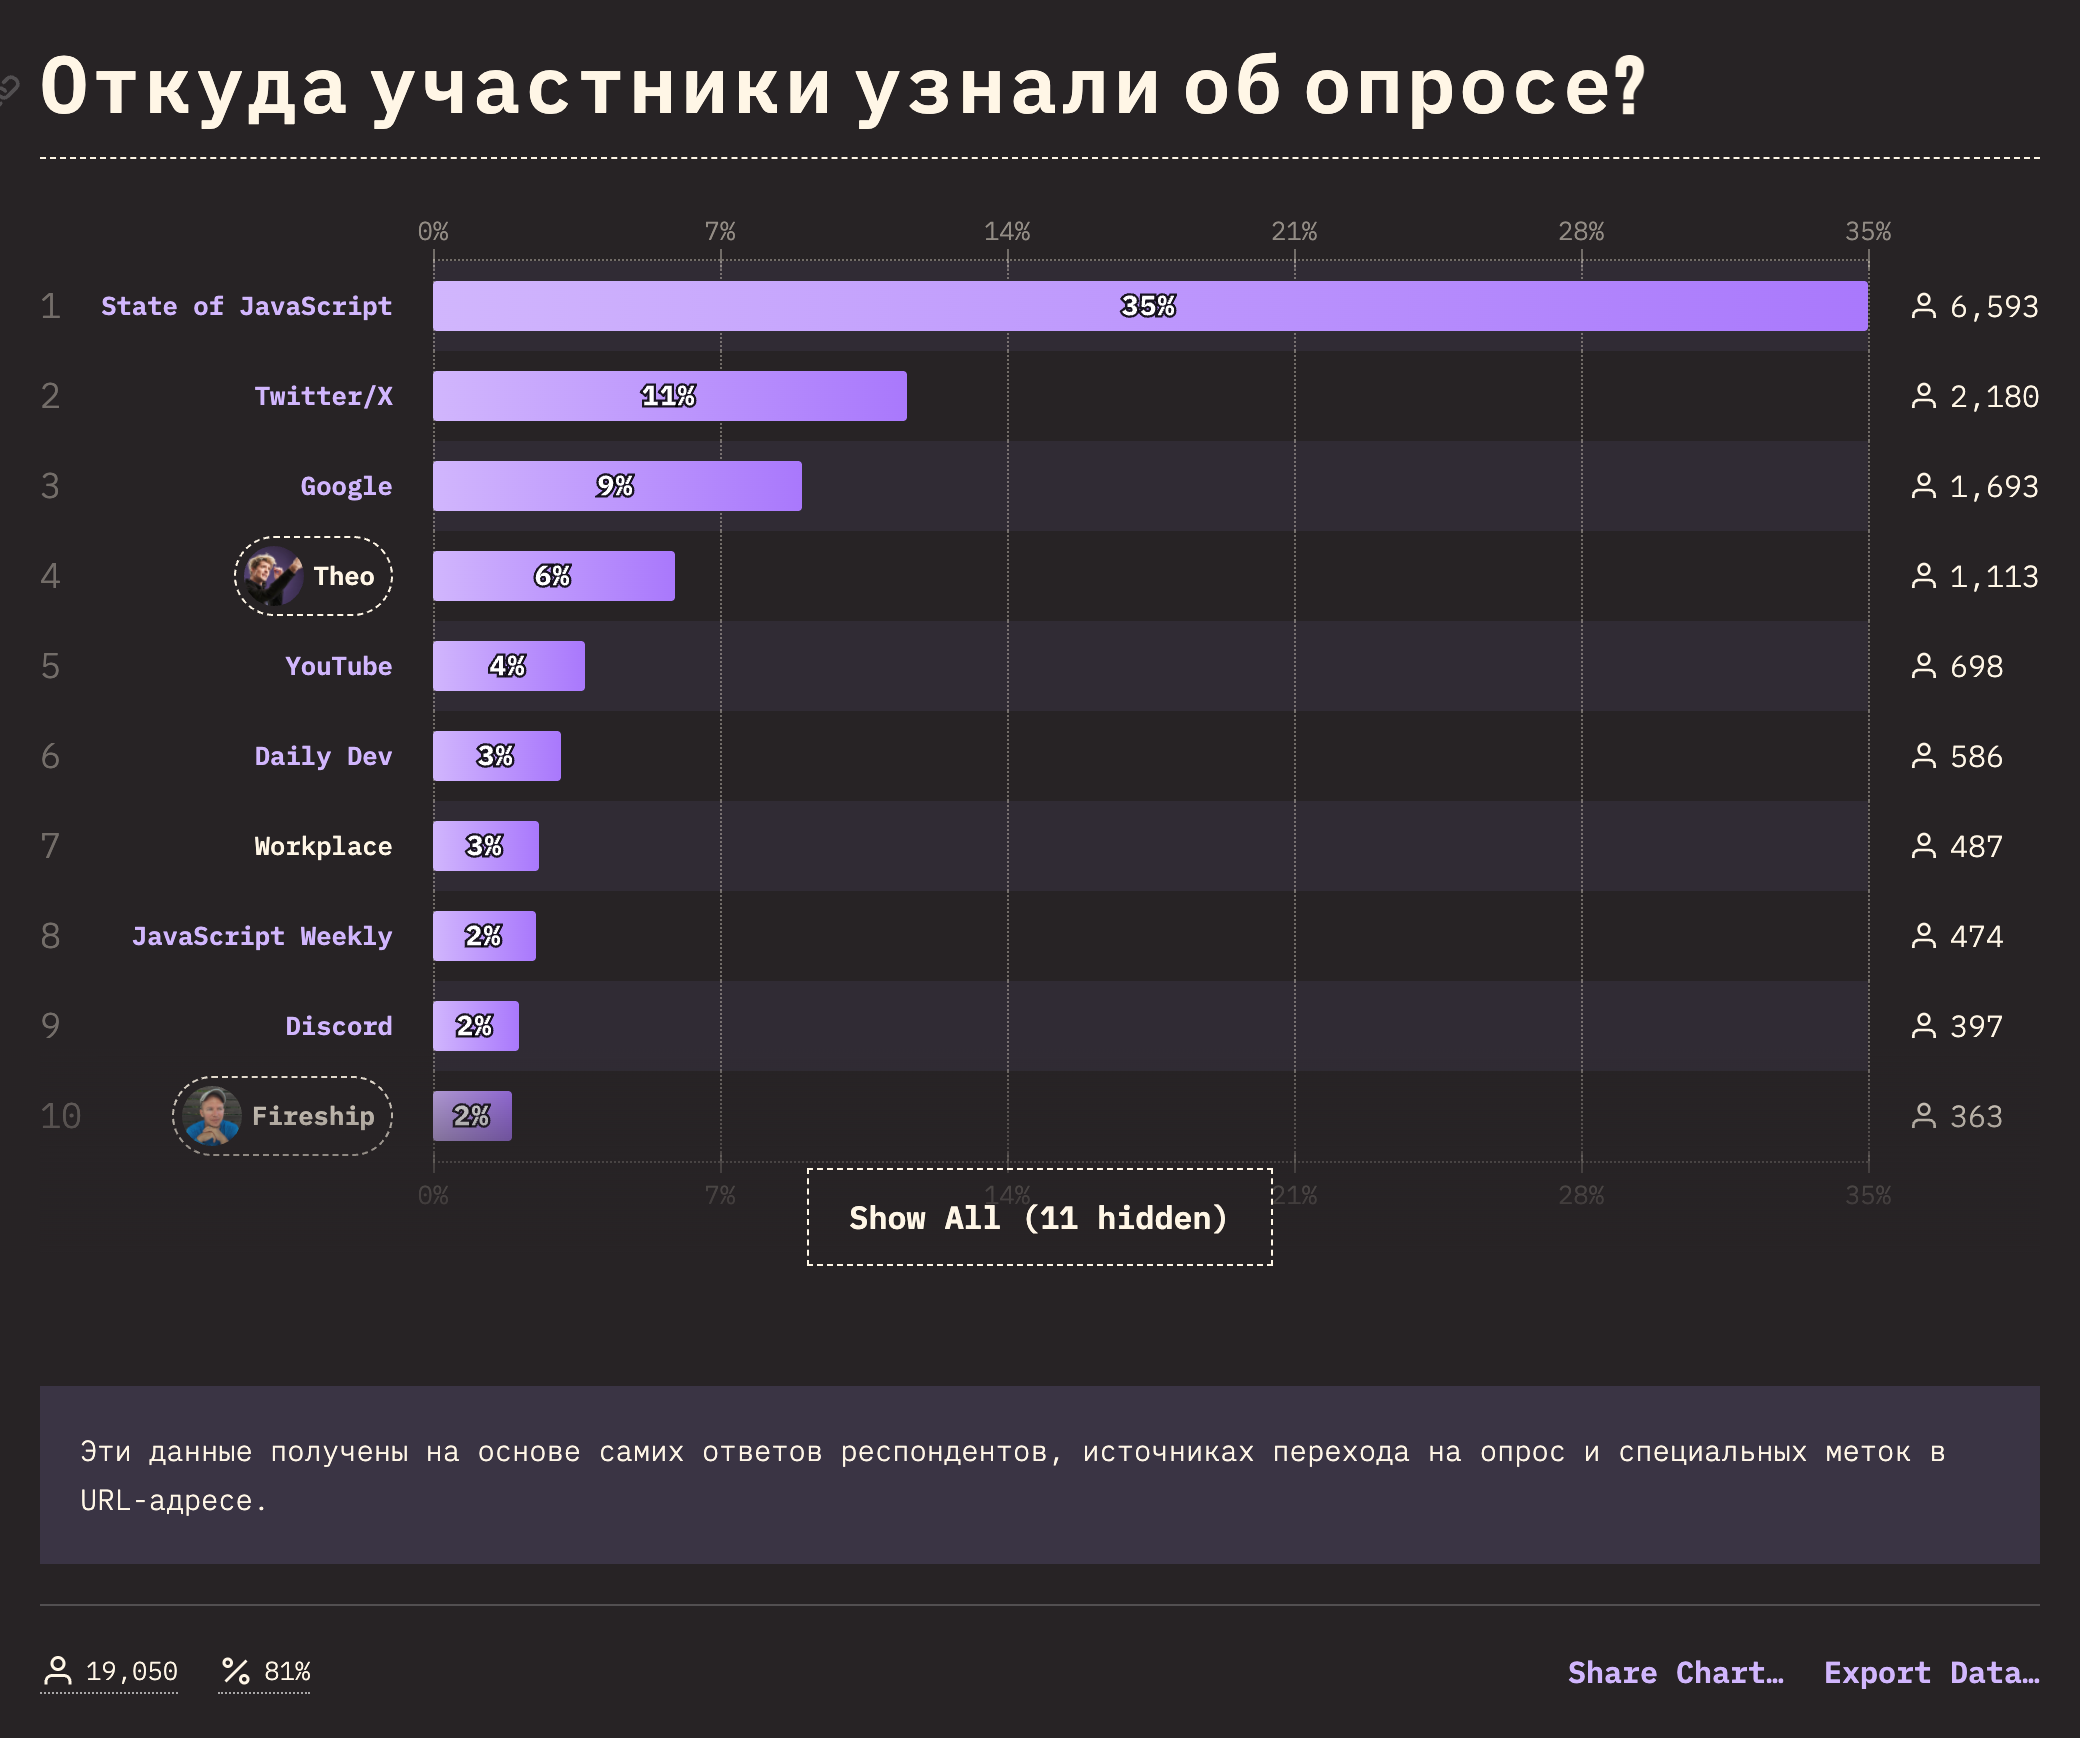 Откуда участники узнали об опросе?
0% 7% 14% 21% 28% 35%
1 State of JavaScript 35% 6,593
2 Twitter/X 11% 2,180
3 Google 9% 1,693
4 Theo 6% 1,113
5 YouTube 4% 698
6 Daily Dev 3% 586
7 Workplace 3% 487
8 JavaScript Weekly 2% 474
9 Discord 2% 397
10 Fireship 2% 363
0% 7% 14% 21% 28% 35%
Show All (11 hidden)
Эти данные получены на основе самих ответов респондентов, источниках перехода на опрос и специальных меток в
URL-адресе.
19,050 % 81% Share Chart… Export Data…